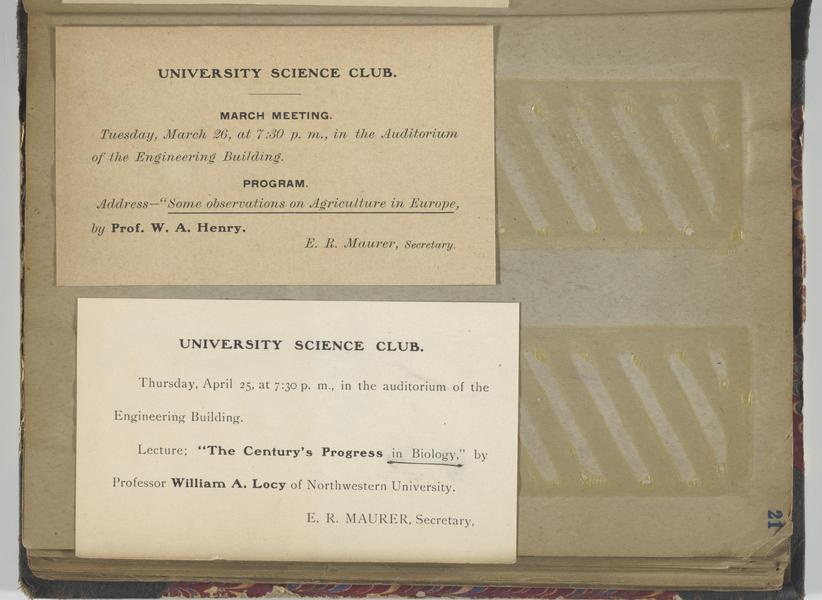 UNIVERSITY SCIENCE CLUB.
MARCH MEETING.
Tuesday, March 26, at 7:30 p. m., in the Auditorium
of the Engineering Building.
PROGRAM.
Address—"Some observations on Agriculture in Europe,
by Prof. W. A. Henry.
E. R. Maurer, Secretary.
UNIVERSITY SCIENCE CLUB.
Thursday, April 25, at 7:30 p. m., in the auditorium of the
Engineering Building.
Lecture; "The Century's Progress in Biology," by
Professor William A. Locy of Northwestern University.
E. R. MAURER, Secretary,
21